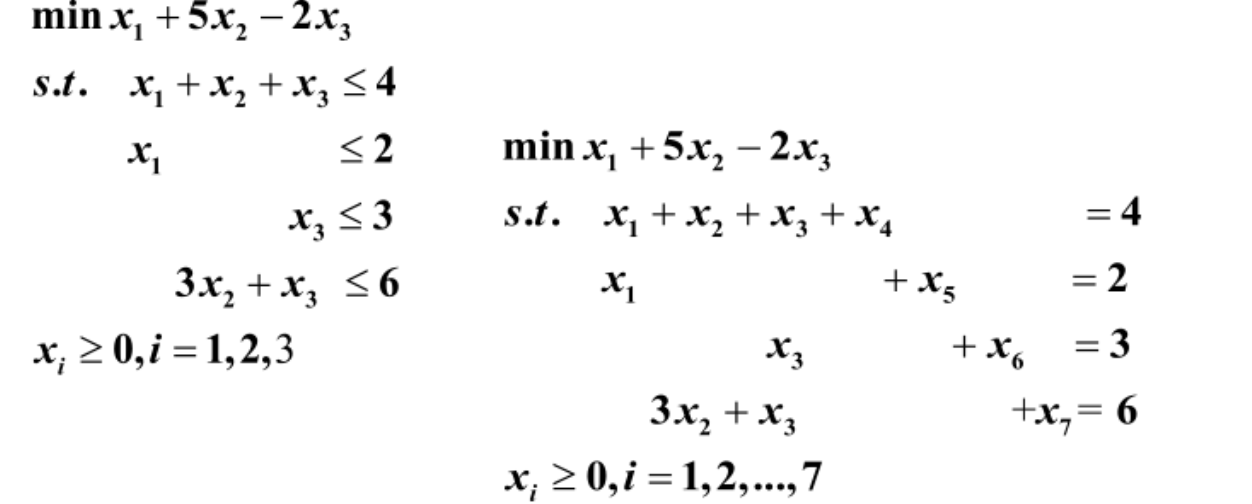 min x₁ + 5x₂ − 2x₃
s.t. x₁ + x₂ + x₃ ≤ 4
x₁ ≤ 2
x₃ ≤ 3
3x₂ + x₃ ≤ 6
xᵢ ≥ 0, i = 1,2,3
min x₁ + 5x₂ − 2x₃
s.t. x₁ + x₂ + x₃ + x₄ = 4
x₁ + x₅ = 2
x₃ + x₆ = 3
3x₂ + x₃ +x₇= 6
xᵢ ≥ 0, i = 1,2,...,7